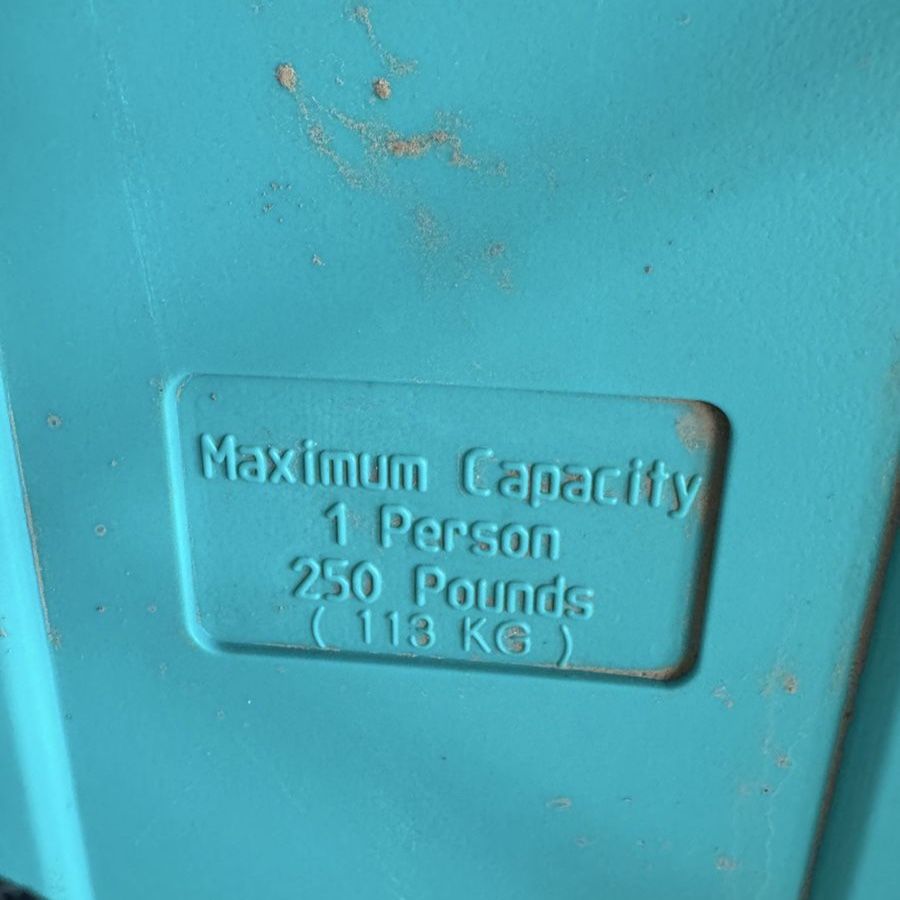 Maximum Capacity
1 Person
250 Pounds
( 113 KG )